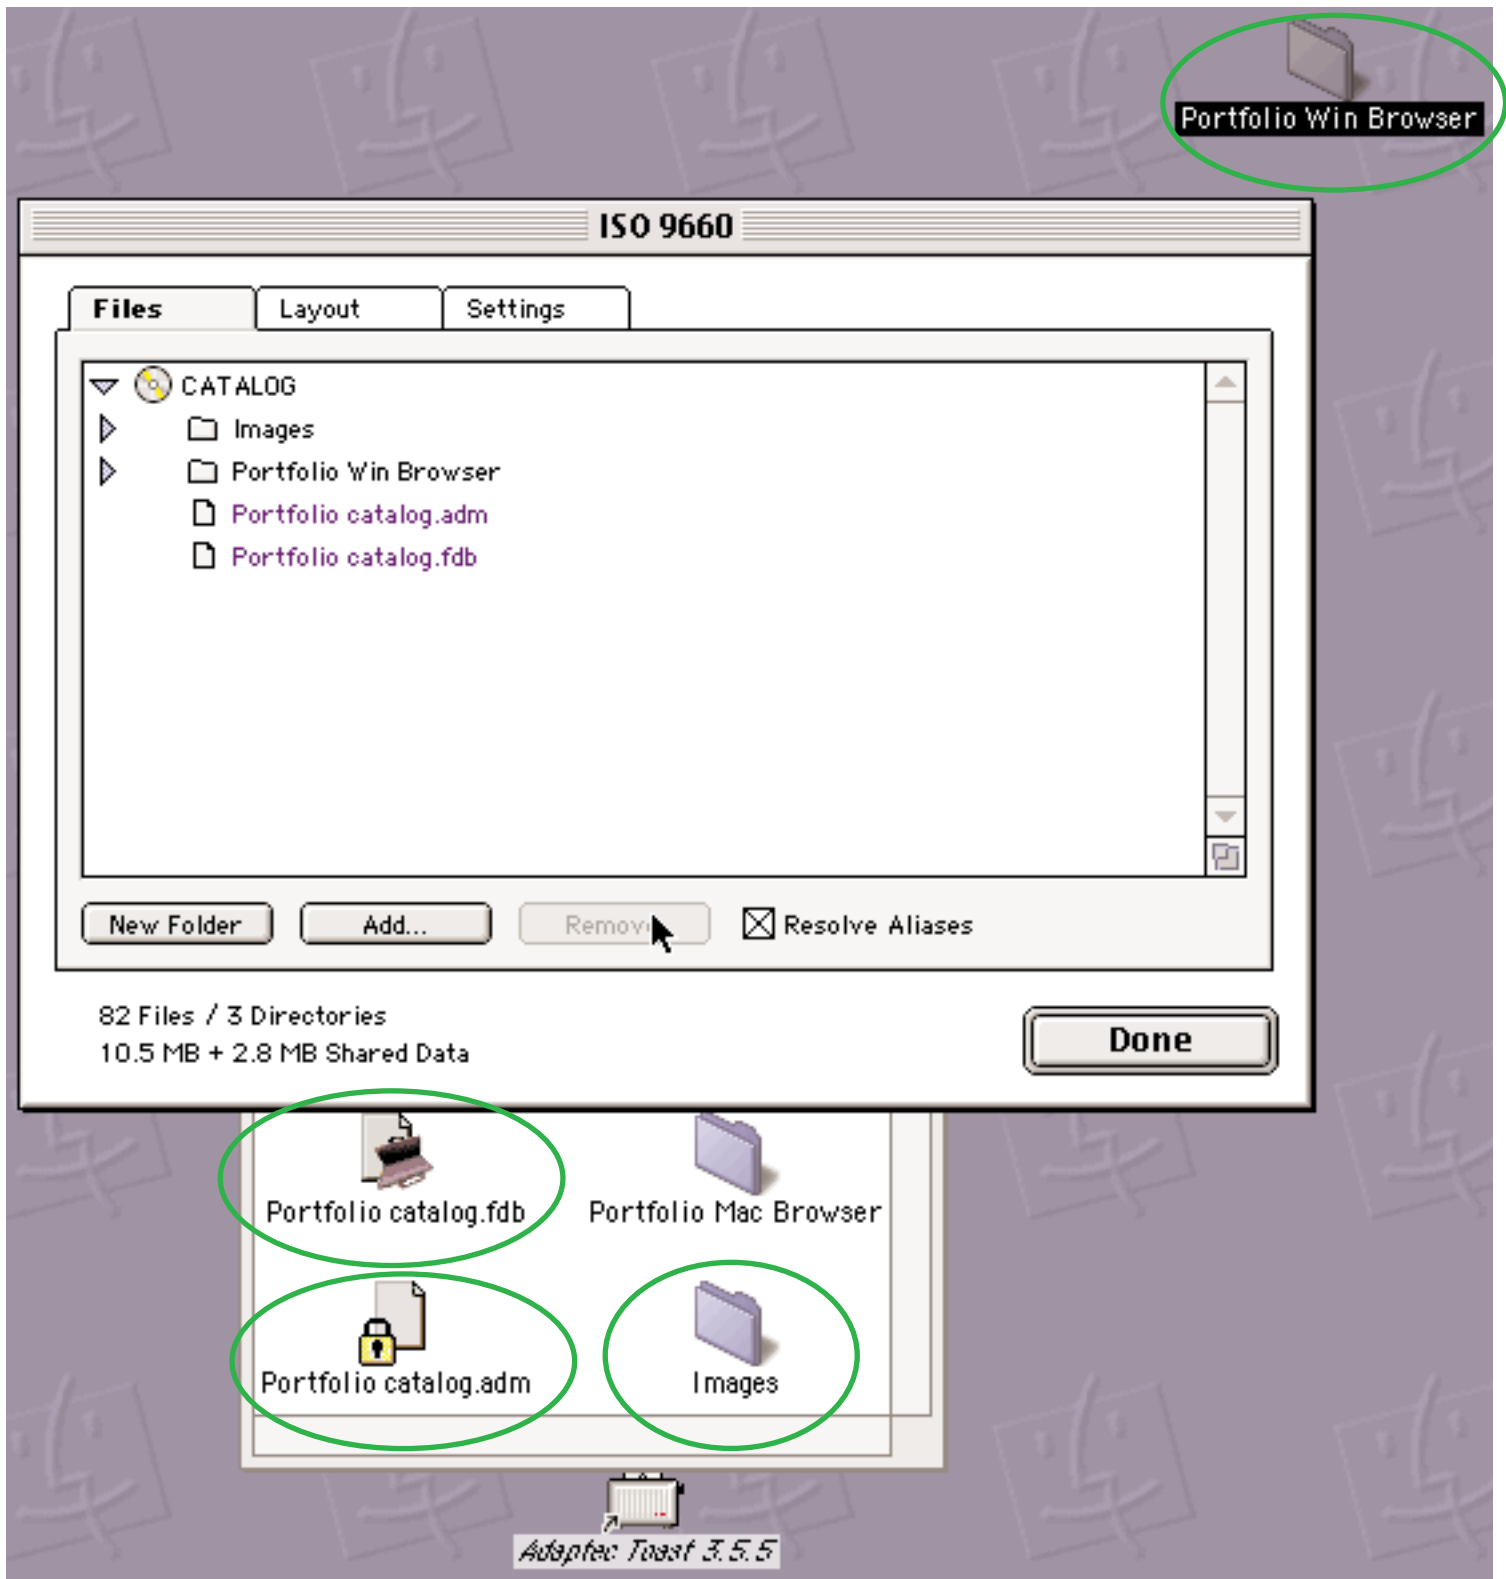 Portfolio Win Browser
ISO 9660
Files
Layout
Settings
CATALOG
Images
Portfolio Win Browser
Portfolio catalog.adm
Portfolio catalog.fdb
New Folder
Add...
Remove
Resolve Aliases
82 Files / 3 Directories
10.5 MB + 2.8 MB Shared Data
Done
Portfolio catalog.fdb
Portfolio Mac Browser
Portfolio catalog.adm
Images
Adaptec Toast 3.5.5